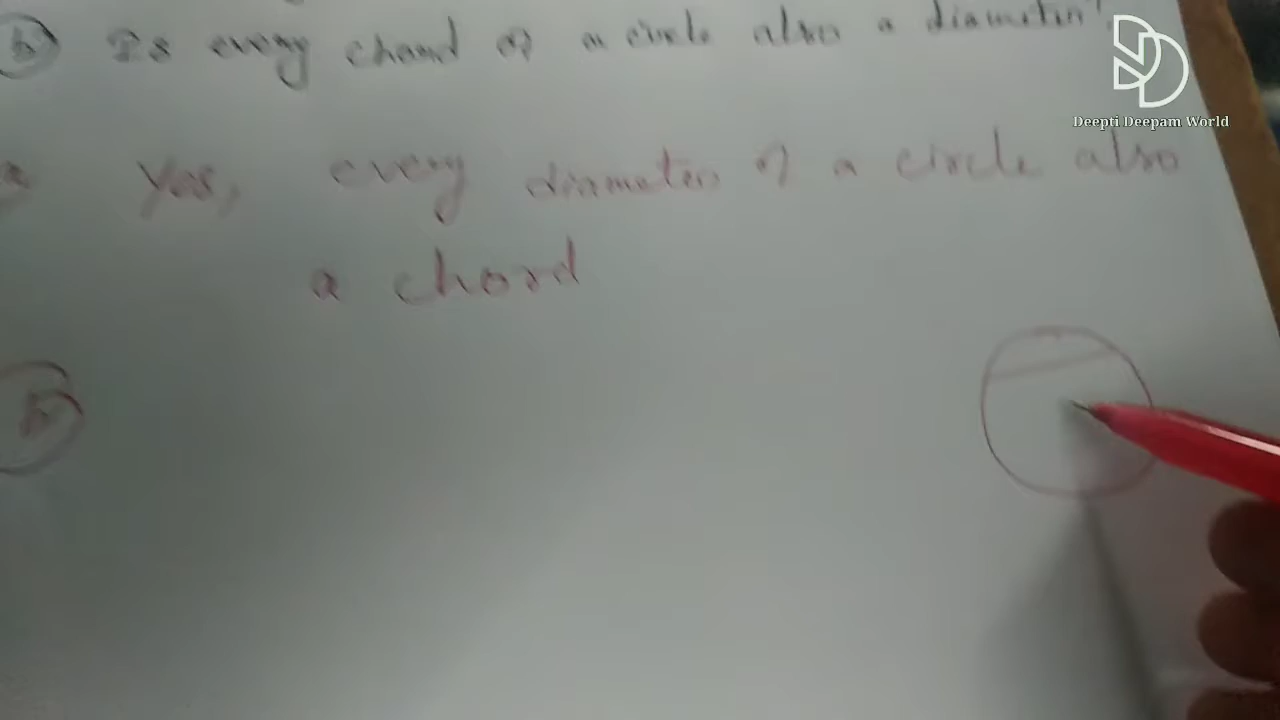 b Is every chord of a circle also a diameter?
Deepti Deepam World
a Yes, every diameter of a circle also
a chord
b